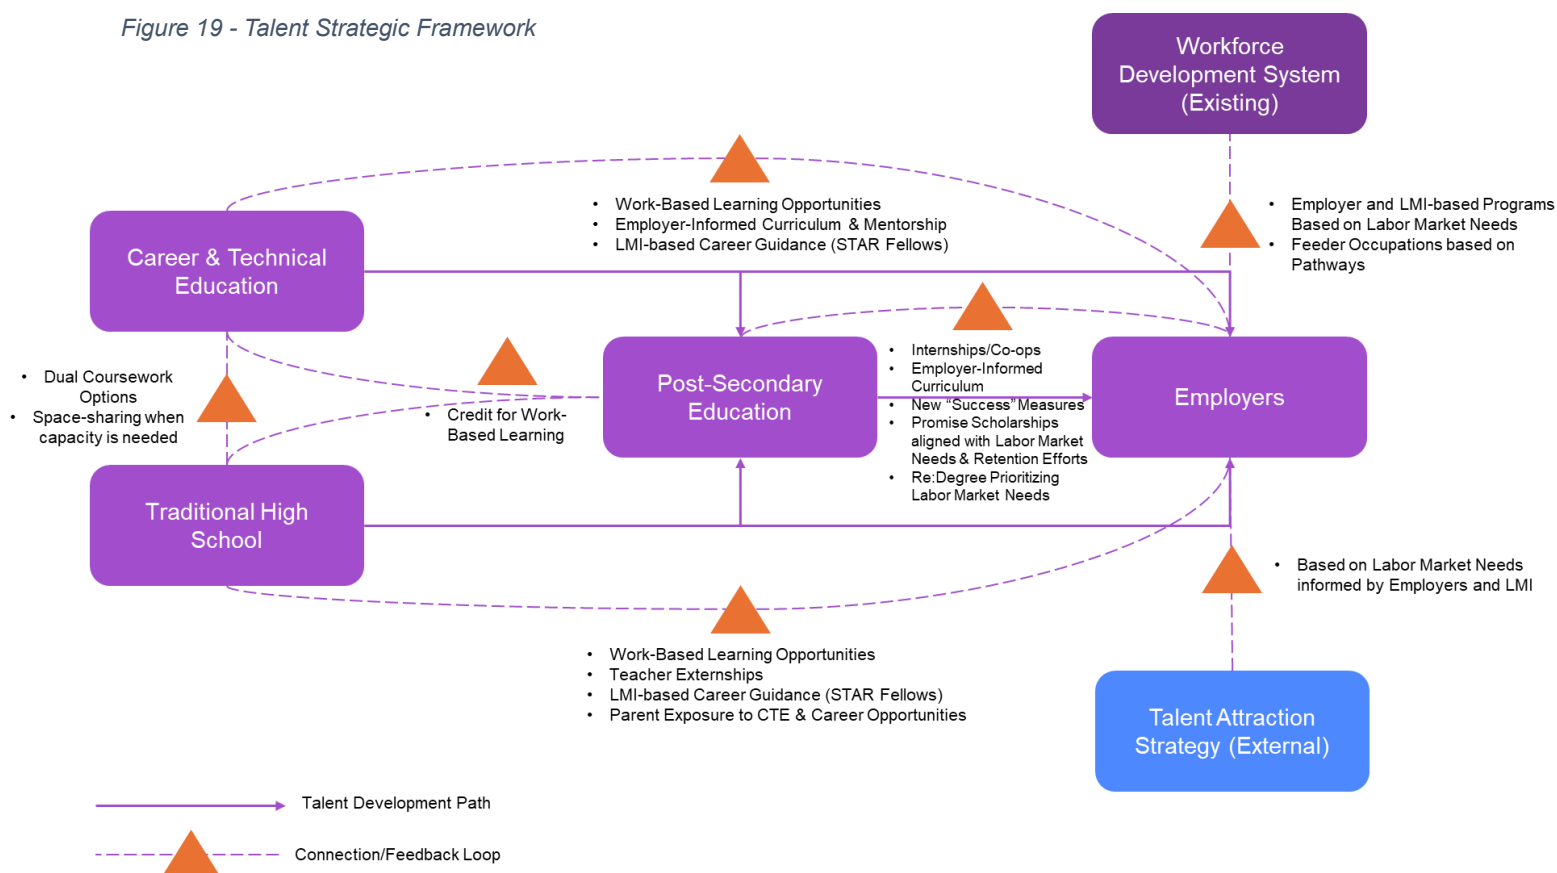 Figure 19 - Talent Strategic Framework
Workforce
Development System
(Existing)
• Work-Based Learning Opportunities
• Employer-Informed Curriculum & Mentorship
• LMI-based Career Guidance (STAR Fellows)
• Employer and LMI-based Programs
Based on Labor Market Needs
• Feeder Occupations based on
Pathways
Career & Technical
Education
• Dual Coursework
Options
• Space-sharing when
capacity is needed
• Credit for Work-
Based Learning
Post-Secondary
Education
• Internships/Co-ops
• Employer-Informed
Curriculum
• New “Success” Measures
• Promise Scholarships
aligned with Labor Market
Needs & Retention Efforts
• Re:Degree Prioritizing
Labor Market Needs
Employers
Traditional High
School
• Based on Labor Market Needs
informed by Employers and LMI
• Work-Based Learning Opportunities
• Teacher Externships
• LMI-based Career Guidance (STAR Fellows)
• Parent Exposure to CTE & Career Opportunities
Talent Attraction
Strategy (External)
Talent Development Path
Connection/Feedback Loop